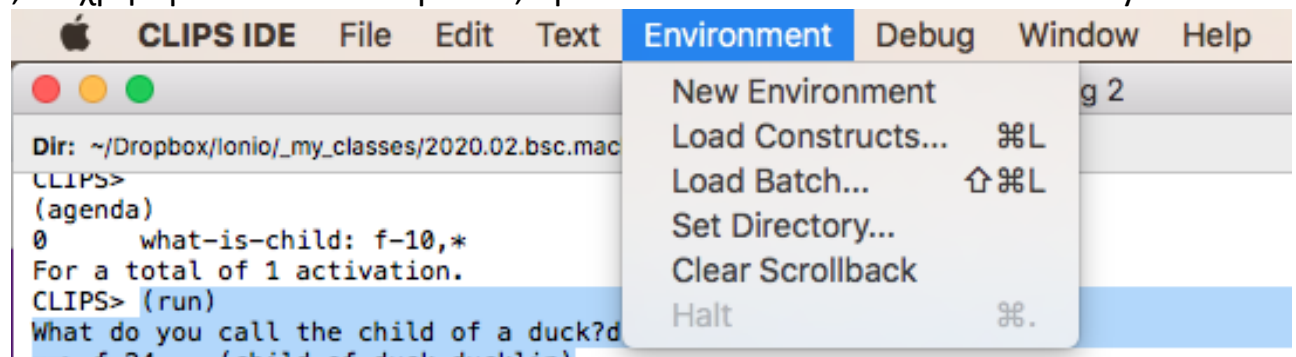 CLIPS IDE File Edit Text Environment Debug Window Help
New Environment g 2
Load Constructs... ⌘L
Load Batch... ⇧⌘L
Set Directory...
Clear Scrollback
Halt ⌘.
Dir: ~/Dropbox/Ionio/_my_classes/2020.02.bsc.mac
CLIPS>
(agenda)
0 what-is-child: f-10,*
For a total of 1 activation.
CLIPS> (run)
What do you call the child of a duck?d